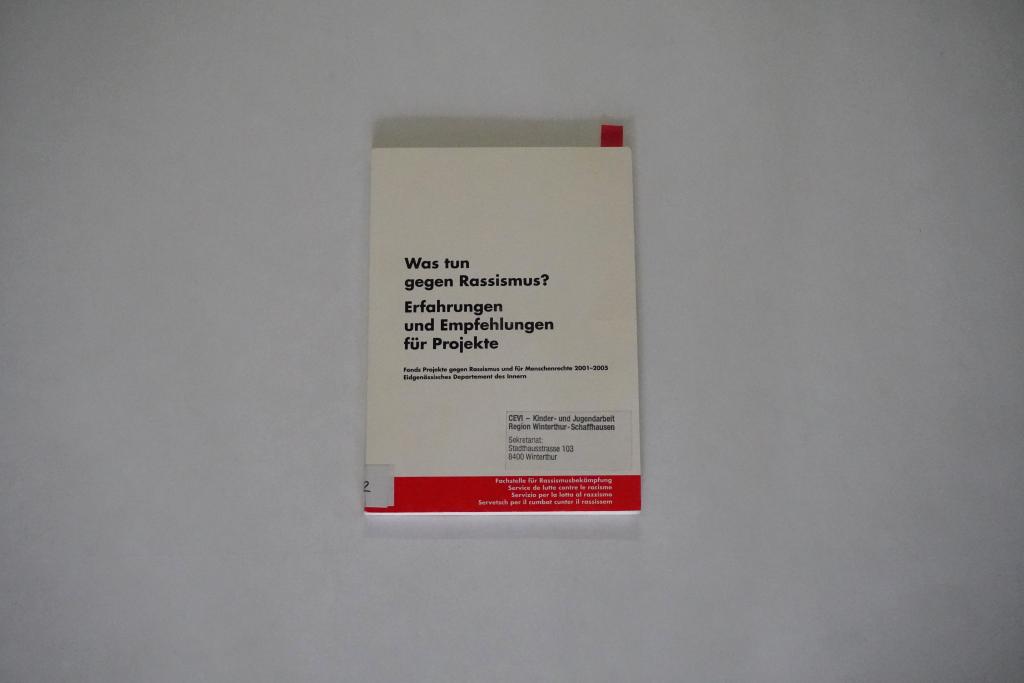 Was tun
gegen Rassismus?
Erfahrungen
und Empfehlungen
für Projekte
Fonds Projekte gegen Rassismus und für Menschenrechte 2001–2005
Eidgenössisches Departement des Innern
CEVI – Kinder- und Jugendarbeit
Region Winterthur-Schaffhausen
Sekretariat:
Stadthausstrasse 103
8400 Winterthur
2
Fachstelle für Rassismusbekämpfung
Service de lutte contre le racisme
Servizio per la lotta al razzismo
Servetsch per il cumbat cunter il rassissem